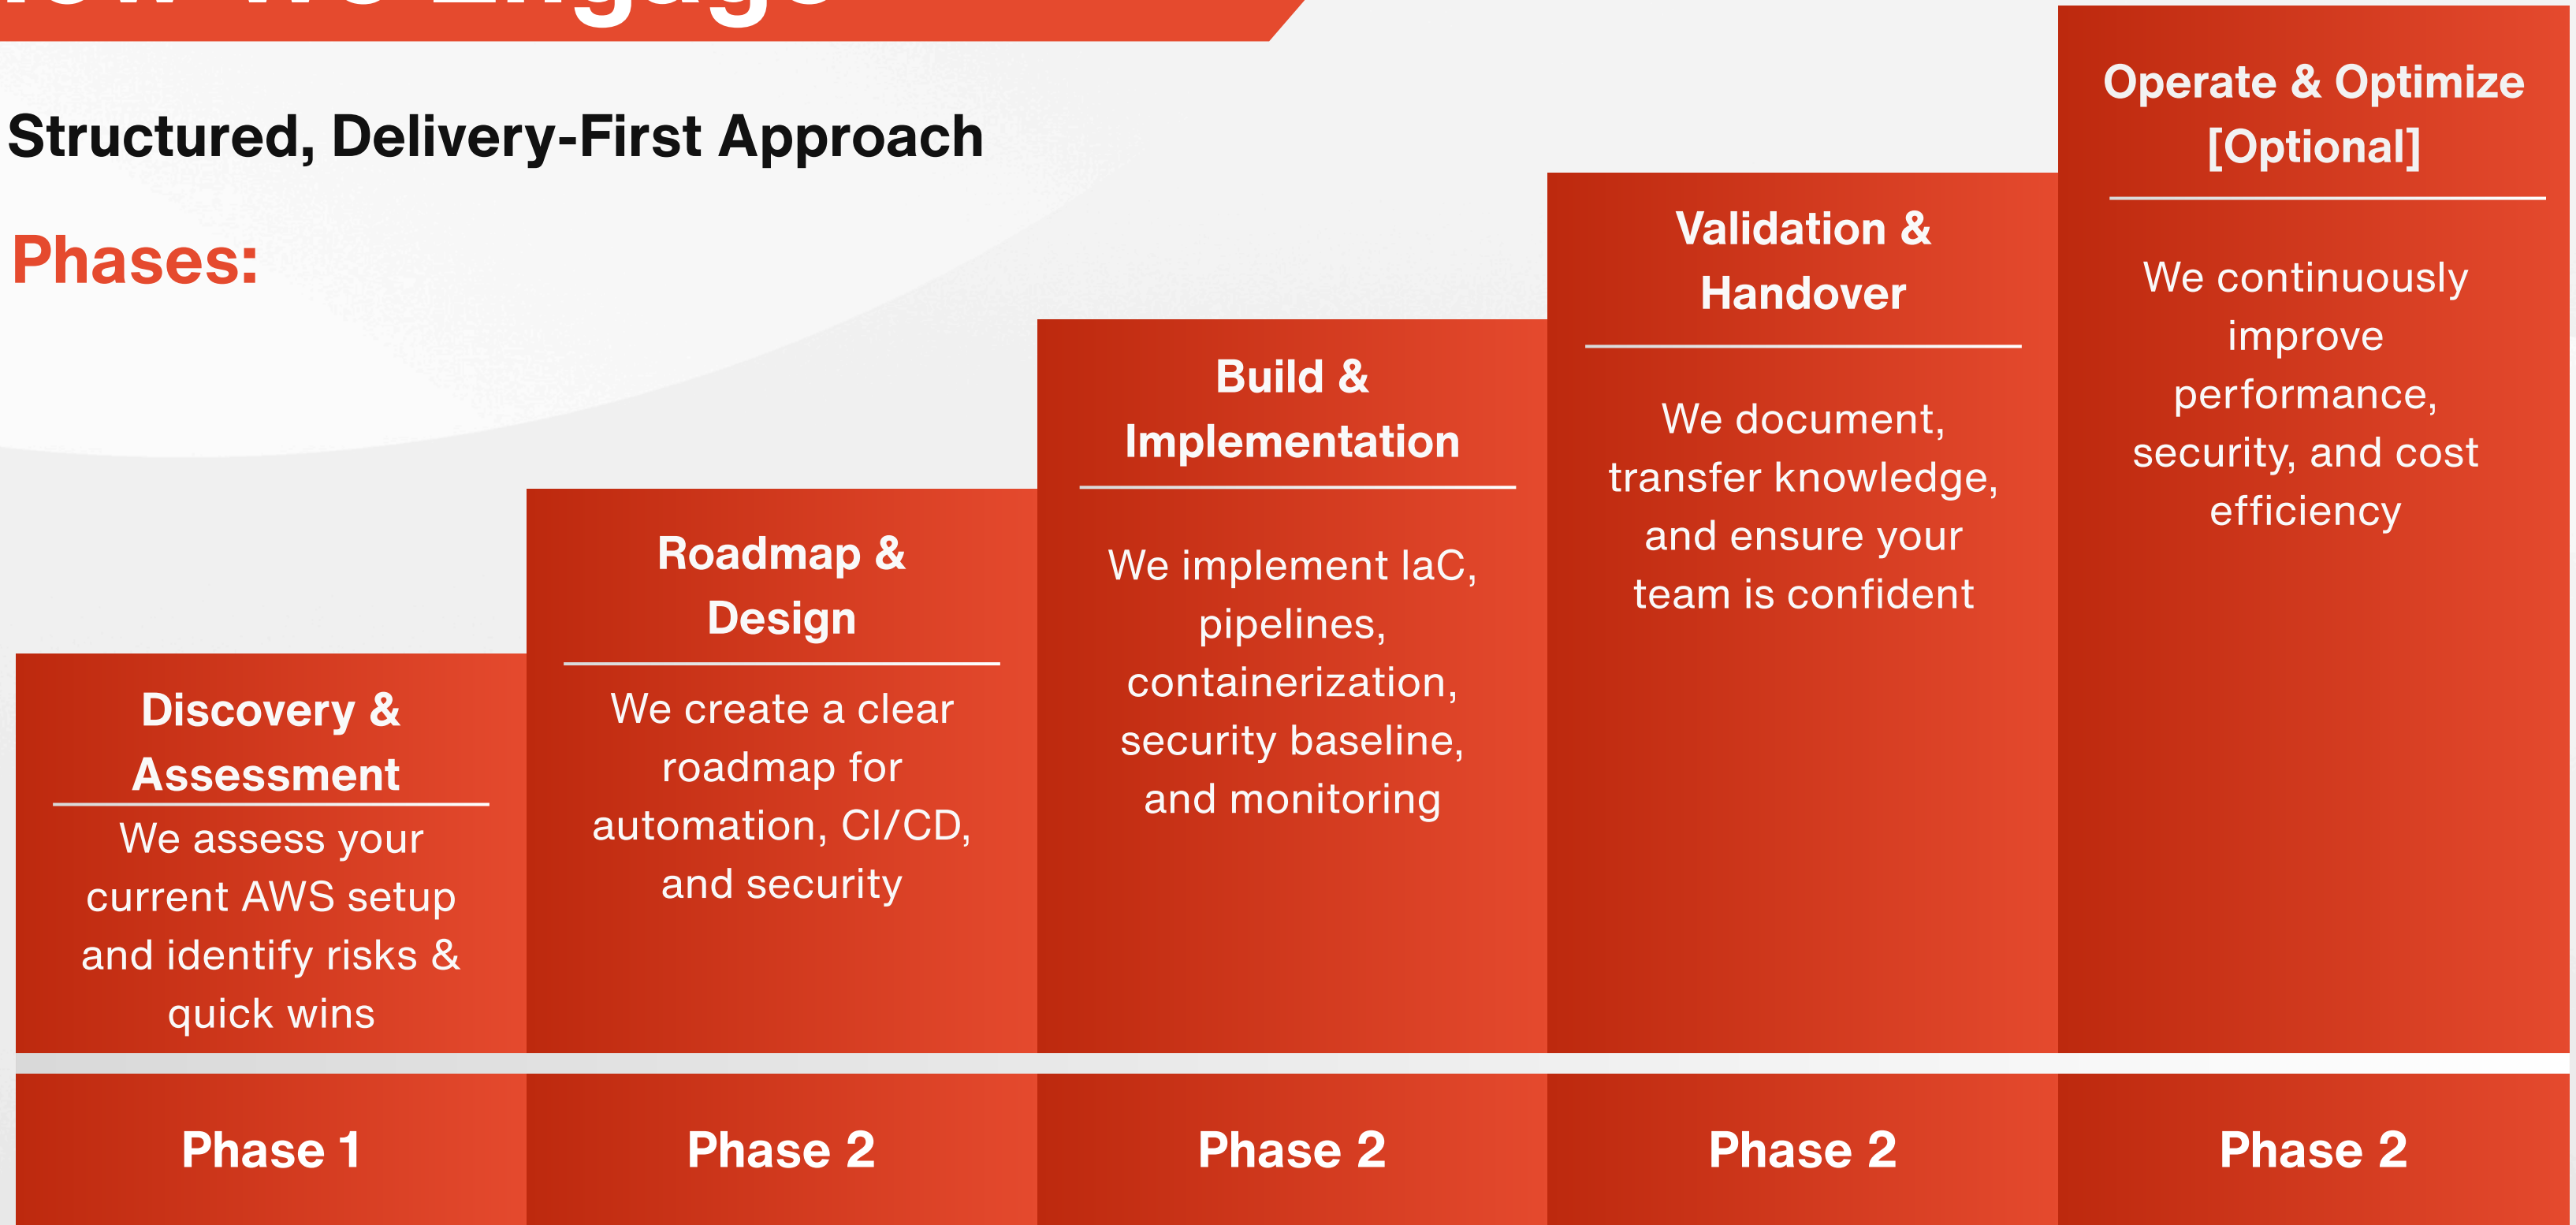 How We Engage
Structured, Delivery-First Approach
Phases:
Discovery &
Assessment
We assess your
current AWS setup
and identify risks &
quick wins
Phase 1
Roadmap &
Design
We create a clear
roadmap for
automation, CI/CD,
and security
Phase 2
Build &
Implementation
We implement IaC,
pipelines,
containerization,
security baseline,
and monitoring
Phase 2
Validation &
Handover
We document,
transfer knowledge,
and ensure your
team is confident
Phase 2
Operate & Optimize
[Optional]
We continuously
improve
performance,
security, and cost
efficiency
Phase 2